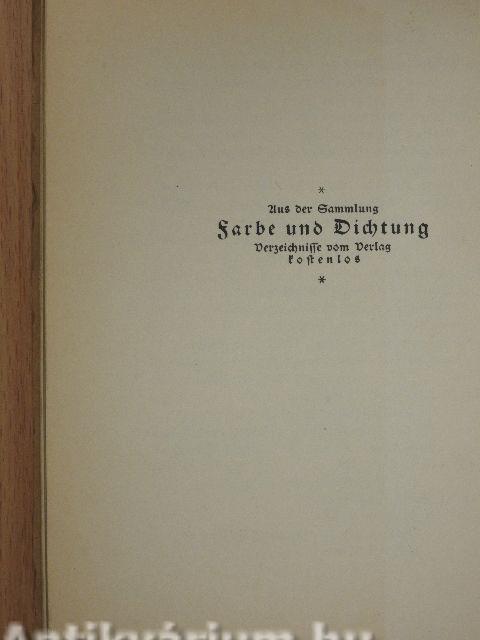 *
Aus der Sammlung
Farbe und Dichtung
Verzeichnisse vom Verlag
kostenlos
*
Antikvárium.hu